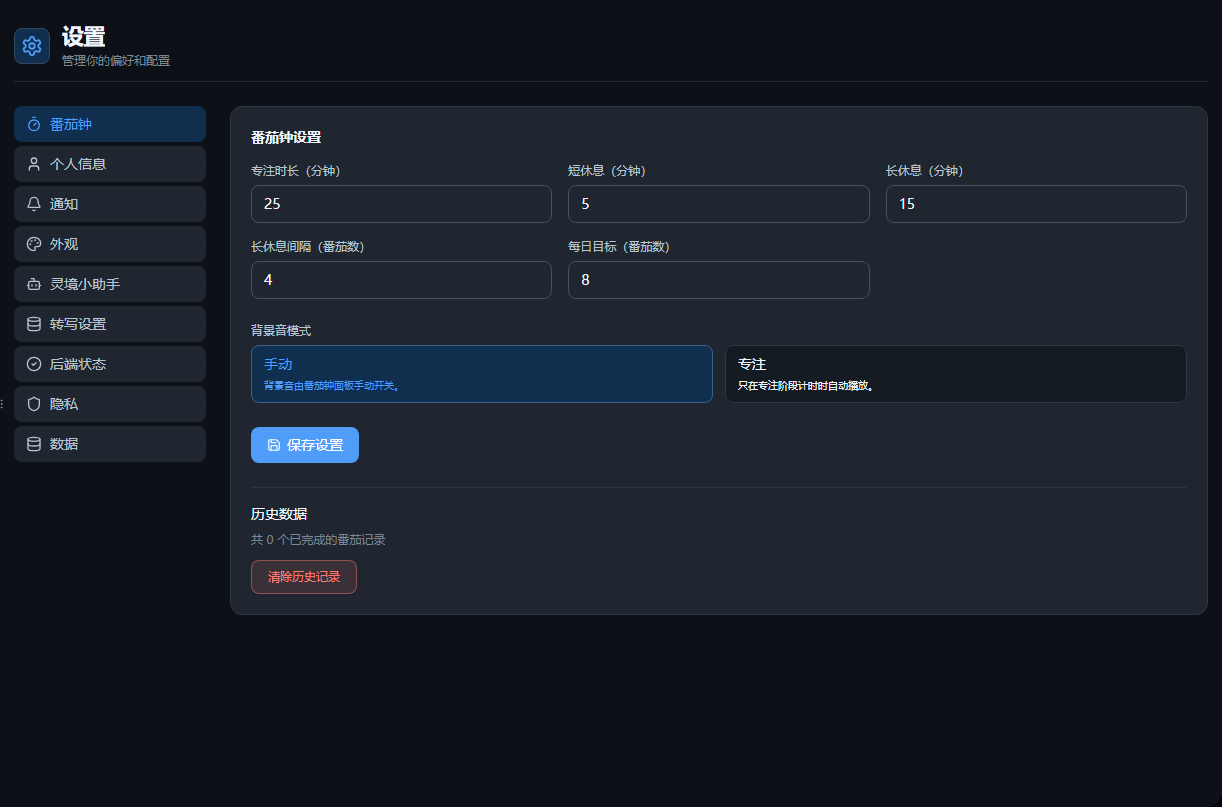 设置
管理你的偏好和配置
番茄钟
个人信息
通知
外观
灵境小助手
转写设置
后端状态
隐私
数据
番茄钟设置
专注时长（分钟）
短休息（分钟）
长休息（分钟）
25
5
15
长休息间隔（番茄数）
每日目标（番茄数）
4
8
背景音模式
手动
背景音由番茄钟面板手动开关。
专注
只在专注阶段计时时自动播放。
保存设置
历史数据
共 0 个已完成的番茄记录
清除历史记录